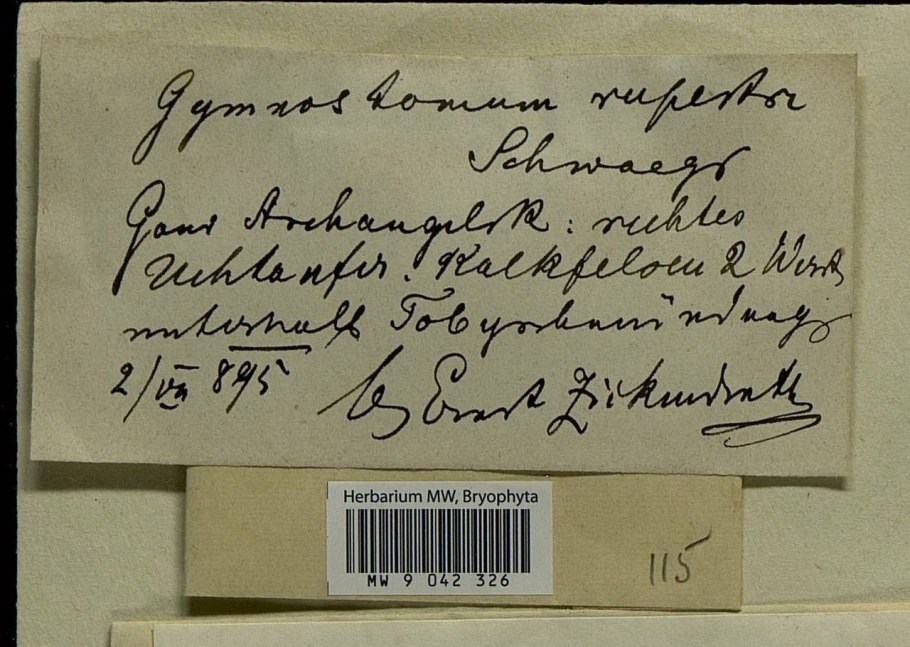 Gymnostomum rupestre
Schwaegr
Gouv Archangelsk: rechtes
Uchtaufer. Kalkfelsen 2 Werst
unterhalb Tobyschmündung
2/VII 895 leg Ernst Zickendrath
Herbarium MW, Bryophyta
MW 9 042 326
115